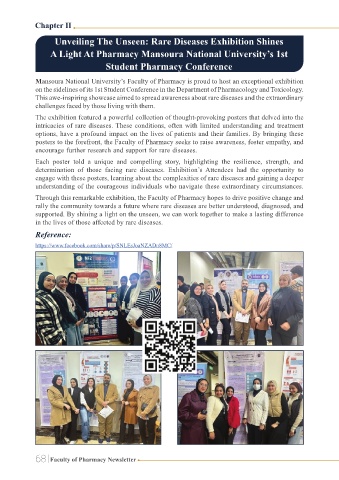 Chapter II
Unveiling The Unseen: Rare Diseases Exhibition Shines
A Light At Pharmacy Mansoura National University's 1st
Student Pharmacy Conference
Mansoura National University's Faculty of Pharmacy is proud to host an exceptional exhibition
on the sidelines of its 1st Student Conference in the Department of Pharmacology and Toxicology.
This awe-inspiring showcase aimed to spread awareness about rare diseases and the extraordinary
challenges faced by those living with them.
The exhibition featured a powerful collection of thought-provoking posters that delved into the
intricacies of rare diseases. These conditions, often with limited understanding and treatment
options, have a profound impact on the lives of patients and their families. By bringing these
posters to the forefront, the Faculty of Pharmacy seeks to raise awareness, foster empathy, and
encourage further research and support for rare diseases.
Each poster told a unique and compelling story, highlighting the resilience, strength, and
determination of those facing rare diseases. Exhibition's Attendees had the opportunity to
engage with these posters, learning about the complexities of rare diseases and gaining a deeper
understanding of the courageous individuals who navigate these extraordinary circumstances.
Through this remarkable exhibition, the Faculty of Pharmacy hopes to drive positive change and
rally the community towards a future where rare diseases are better understood, diagnosed, and
supported. By shining a light on the unseen, we can work together to make a lasting difference
in the lives of those affected by rare diseases.
Reference:
68 Faculty of Pharmacy Newsletter